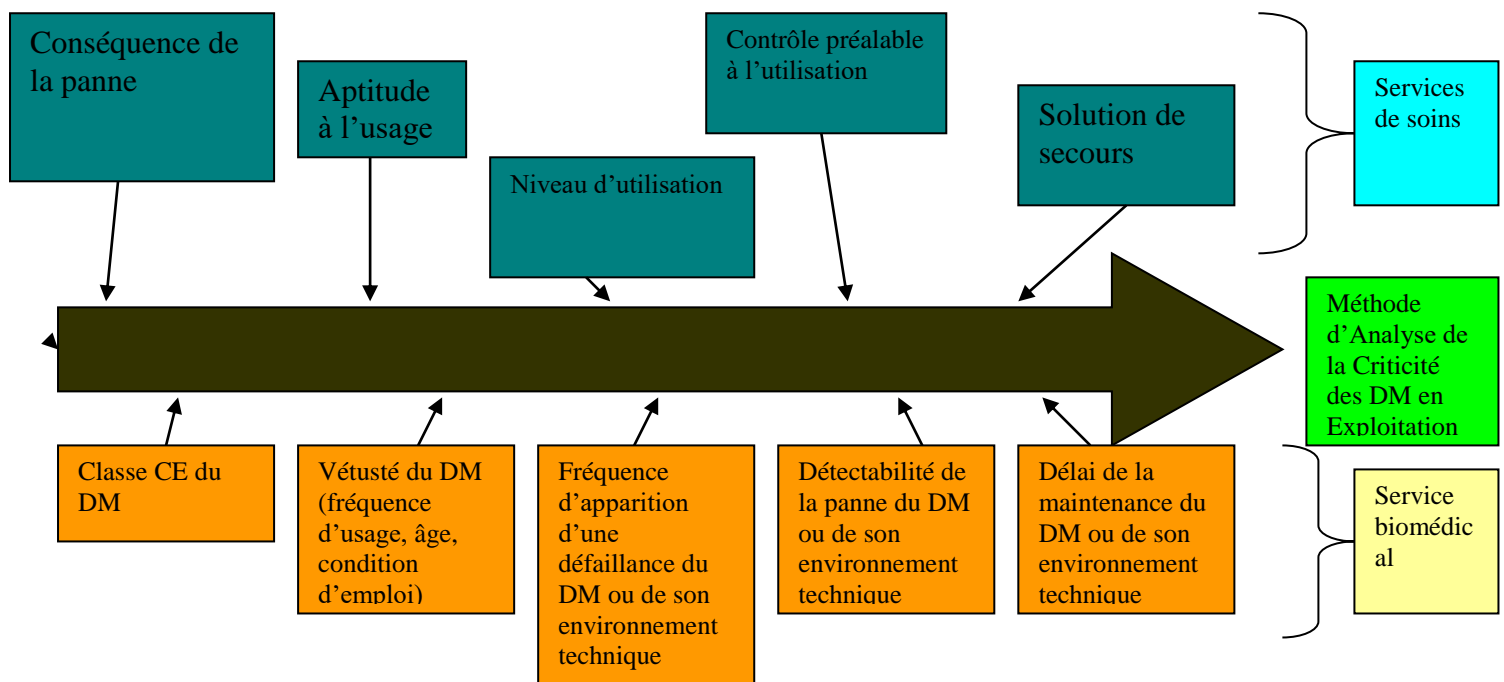 Conséquence de
la panne
Aptitude
à l’usage
Niveau d’utilisation
Contrôle préalable
à l’utilisation
Solution de
secours
Services
de soins
Méthode
d’Analyse de
la Criticité
des DM en
Exploitation
Classe CE du
DM
Vétusté du DM
(fréquence
d’usage, âge,
condition
d’emploi)
Fréquence
d’apparition
d’une
défaillance du
DM ou de son
environnement
technique
Détectabilité de
la panne du DM
ou de son
environnement
technique
Délai de la
maintenance du
DM ou de son
environnement
technique
Service
biomédic
al